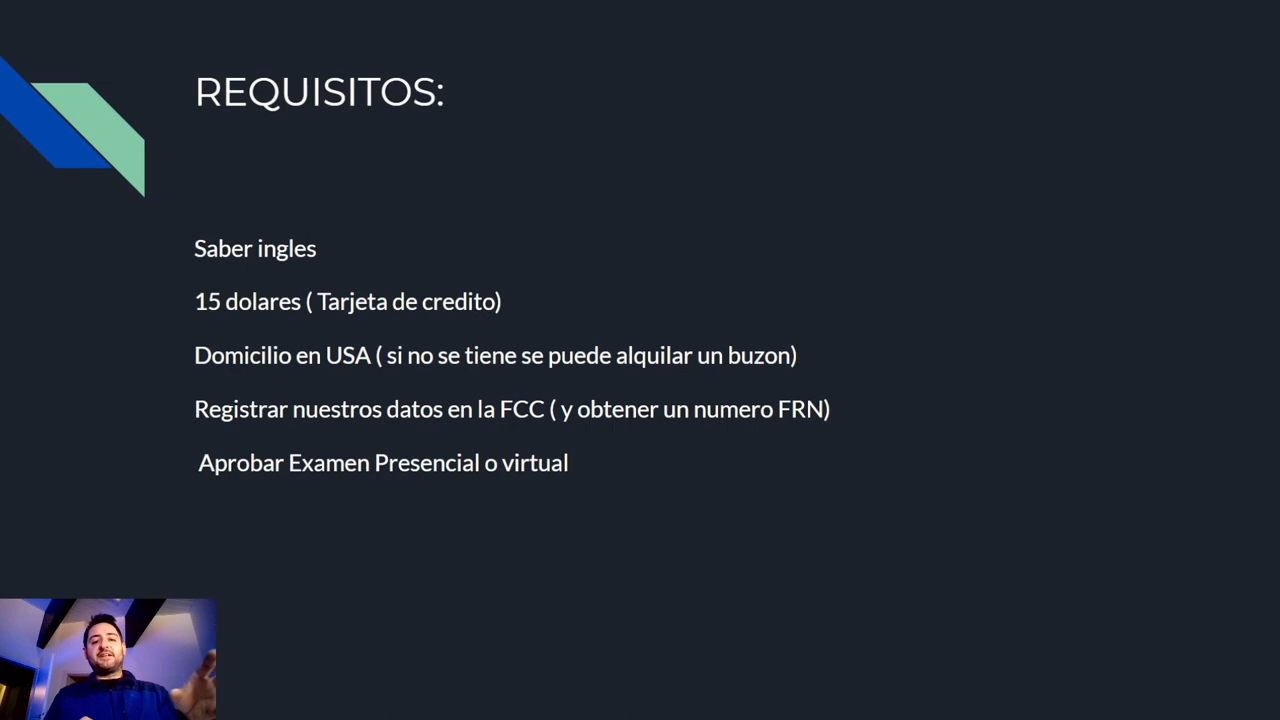 REQUISITOS:
Saber ingles
15 dolares ( Tarjeta de credito)
Domicilio en USA ( si no se tiene se puede alquilar un buzon)
Registrar nuestros datos en la FCC ( y obtener un numero FRN)
Aprobar Examen Presencial o virtual